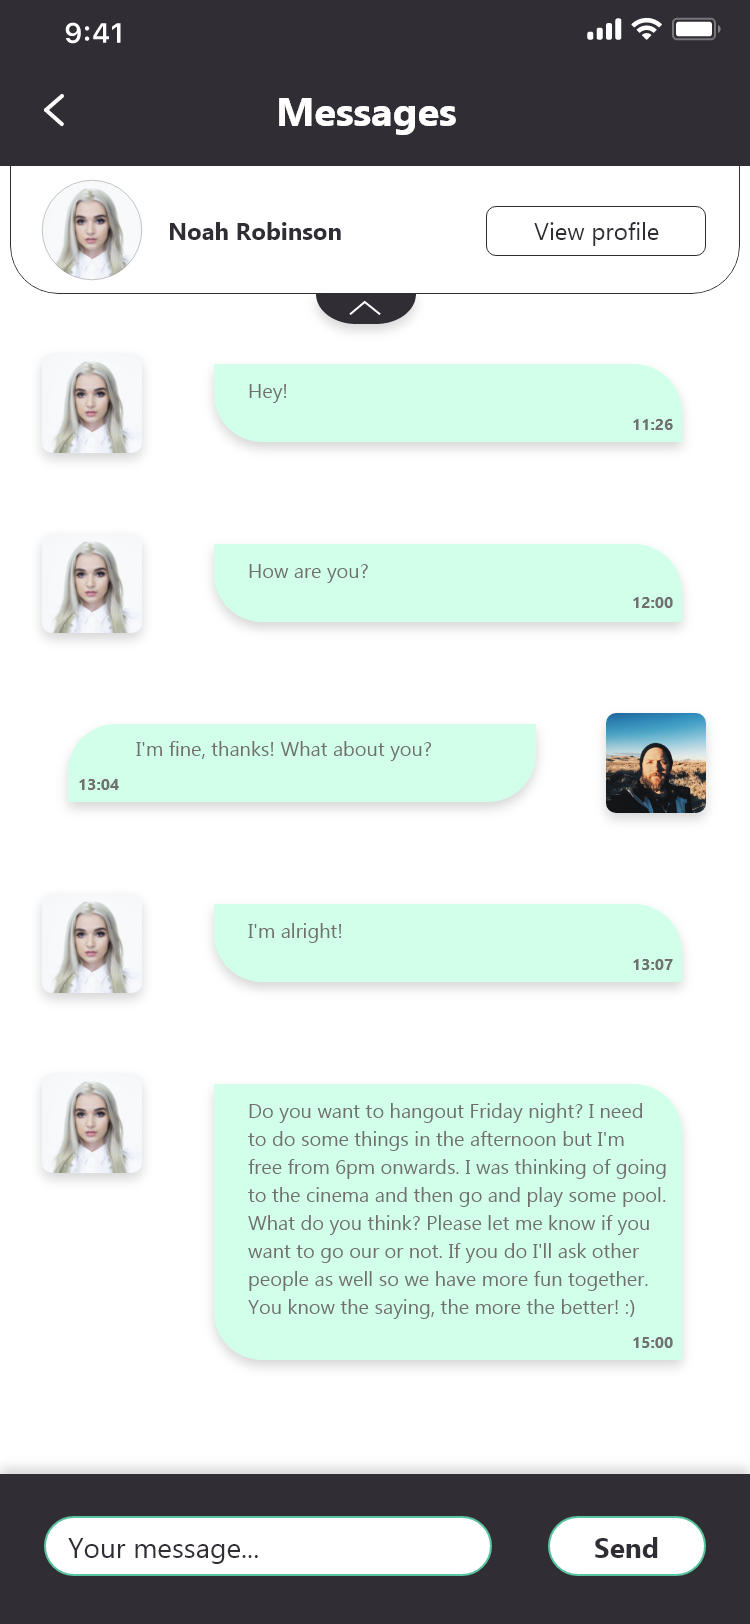 9:41
Messages
Noah Robinson
View profile
Hey!
11:26
How are you?
12:00
I'm fine, thanks! What about you?
13:04
I'm alright!
13:07
Do you want to hangout Friday night? I need
to do some things in the afternoon but I'm
free from 6pm onwards. I was thinking of going
to the cinema and then go and play some pool.
What do you think? Please let me know if you
want to go our or not. If you do I'll ask other
people as well so we have more fun together.
You know the saying, the more the better! :)
15:00
Your message...
Send